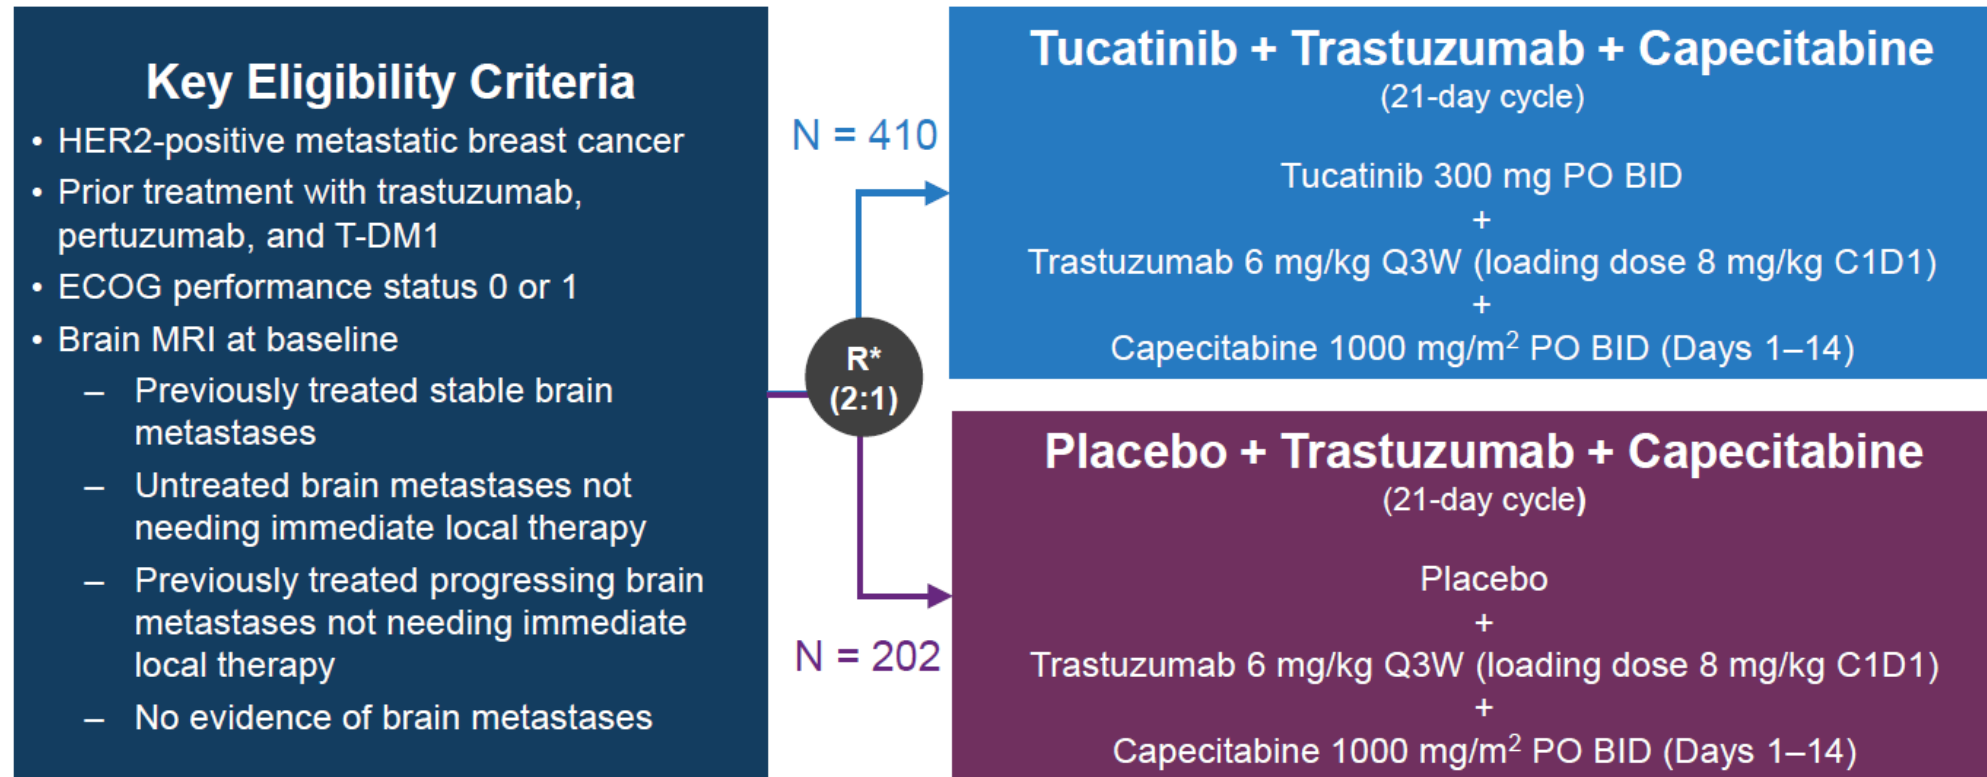 Key Eligibility Criteria
• HER2-positive metastatic breast cancer
• Prior treatment with trastuzumab,
pertuzumab, and T-DM1
• ECOG performance status 0 or 1
• Brain MRI at baseline
– Previously treated stable brain
metastases
– Untreated brain metastases not
needing immediate local therapy
– Previously treated progressing brain
metastases not needing immediate
local therapy
– No evidence of brain metastases
R*
(2:1)
N = 410
Tucatinib + Trastuzumab + Capecitabine
(21-day cycle)
Tucatinib 300 mg PO BID
+
Trastuzumab 6 mg/kg Q3W (loading dose 8 mg/kg C1D1)
+
Capecitabine 1000 mg/m² PO BID (Days 1–14)
N = 202
Placebo + Trastuzumab + Capecitabine
(21-day cycle)
Placebo
+
Trastuzumab 6 mg/kg Q3W (loading dose 8 mg/kg C1D1)
+
Capecitabine 1000 mg/m² PO BID (Days 1–14)